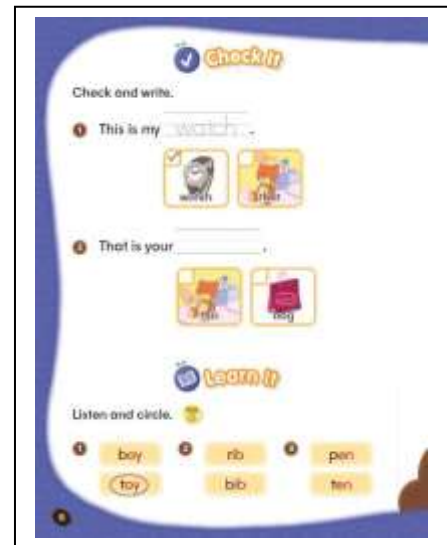 Check It
Check and write.
1 This is my watch .
watch
2 That is your .
bag
Learn It
Listen and circle.
1 boy 2 rib 3 pen
toy bib ten